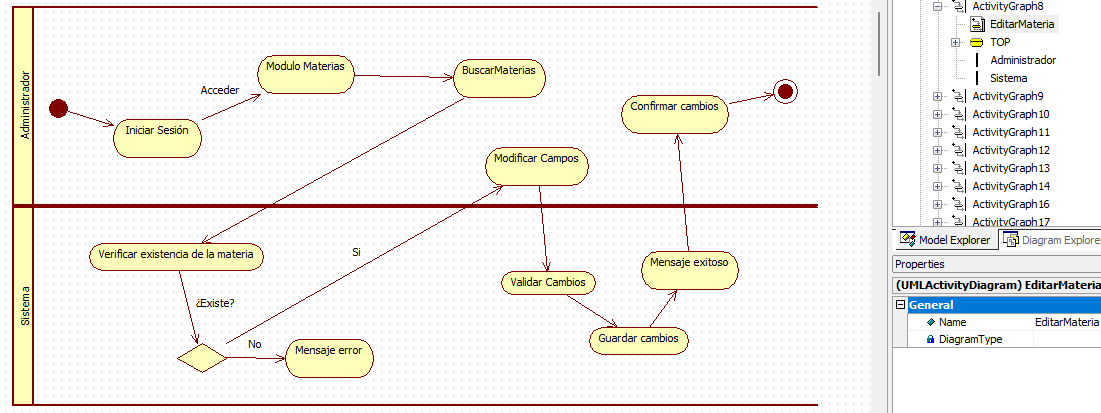 Administrador
Iniciar Sesión
Acceder
Modulo Materias
BuscarMaterias
Modificar Campos
Confirmar cambios
Sistema
Verificar existencia de la materia
¿Existe?
Si
No
Mensaje error
Validar Cambios
Guardar cambios
Mensaje exitoso
ActivityGraph8
EditarMateria
TOP
Administrador
Sistema
ActivityGraph9
ActivityGraph10
ActivityGraph11
ActivityGraph12
ActivityGraph13
ActivityGraph14
ActivityGraph16
ActivityGraph17
Model Explorer
Diagram Explore
Properties
(UMLActivityDiagram) EditarMateria
General
Name EditarMateria
DiagramType